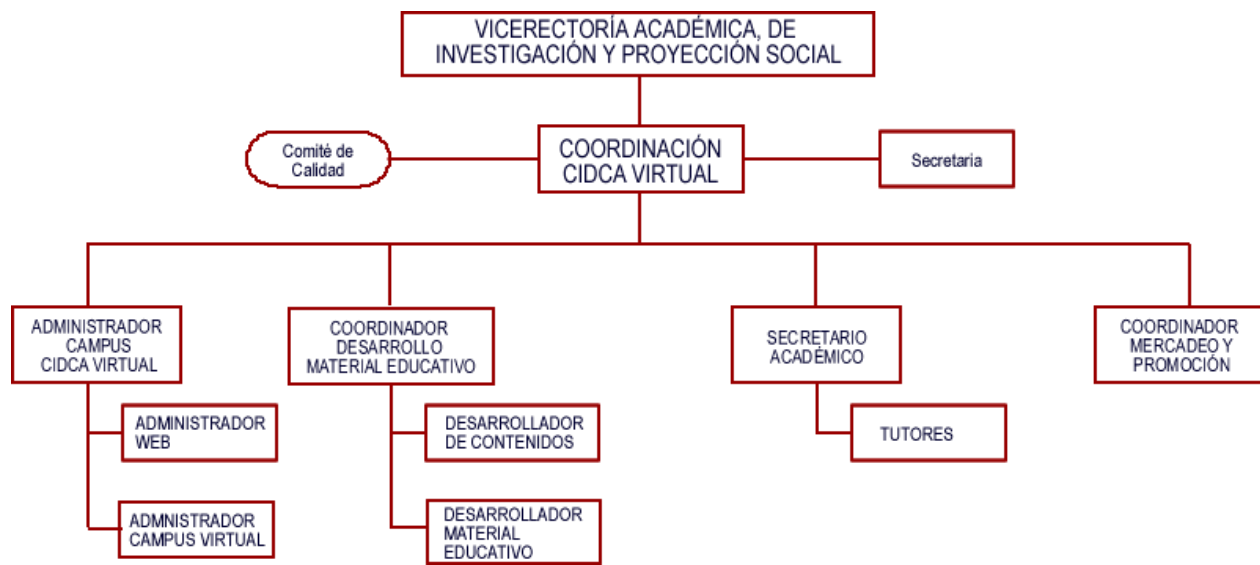 VICERECTORÍA ACADÉMICA, DE
INVESTIGACIÓN Y PROYECCIÓN SOCIAL
Comité de
Calidad
COORDINACIÓN
CIDCA VIRTUAL
Secretaria
ADMINISTRADOR
CAMPUS
CIDCA VIRTUAL
COORDINADOR
DESARROLLO
MATERIAL EDUCATIVO
SECRETARIO
ACADÉMICO
COORDINADOR
MERCADEO Y
PROMOCIÓN
ADMINISTRADOR
WEB
DESARROLLADOR
DE CONTENIDOS
TUTORES
ADMNISTRADOR
CAMPUS VIRTUAL
DESARROLLADOR
MATERIAL
EDUCATIVO